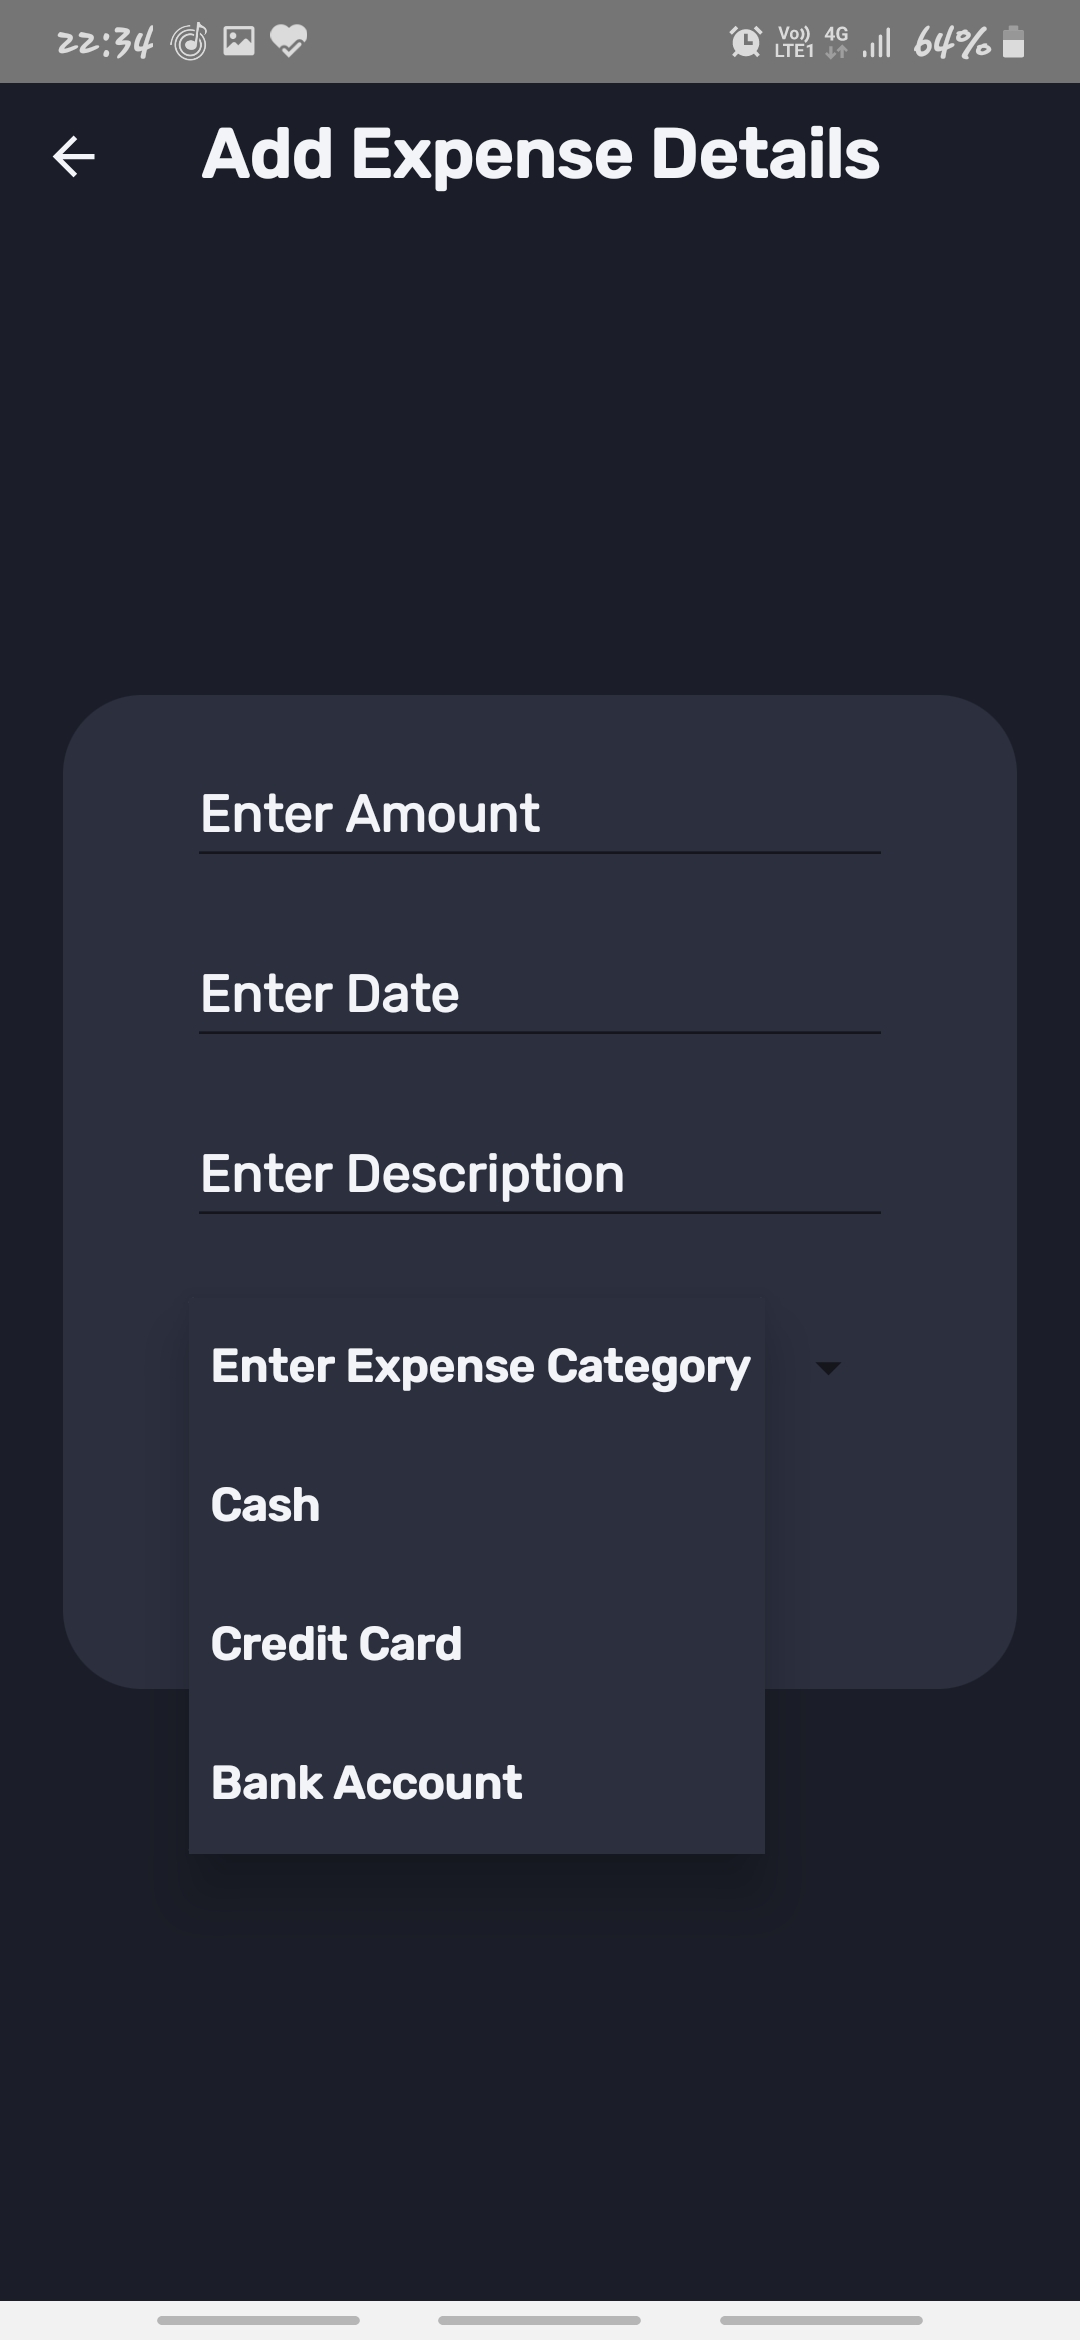 22:34 Vo)) LTE1 4G 64%
Add Expense Details
Enter Amount
Enter Date
Enter Description
Enter Expense Category
Cash
Credit Card
Bank Account